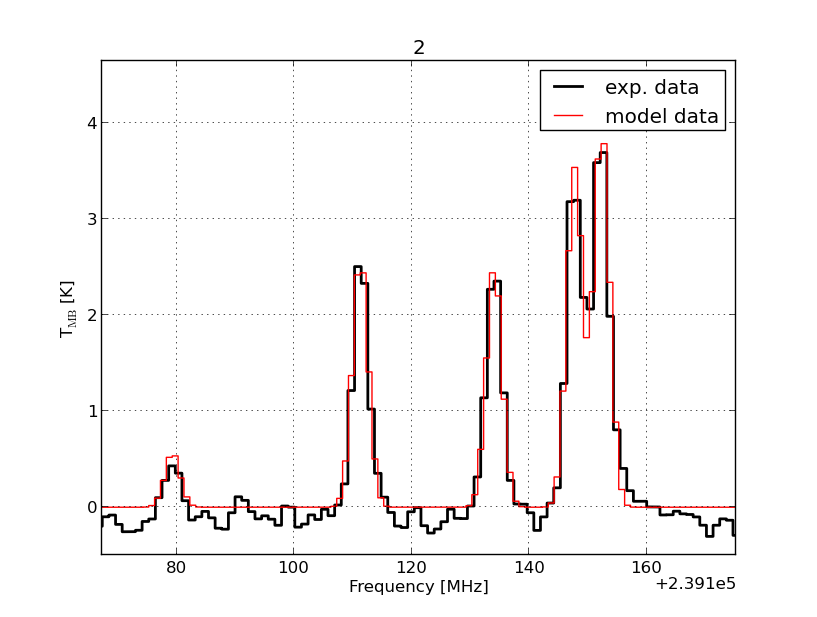 2
exp. data
model data
4
3
2
1
0
T_MB [K]
80 100 120 140 160
Frequency [MHz]
+2.391e5